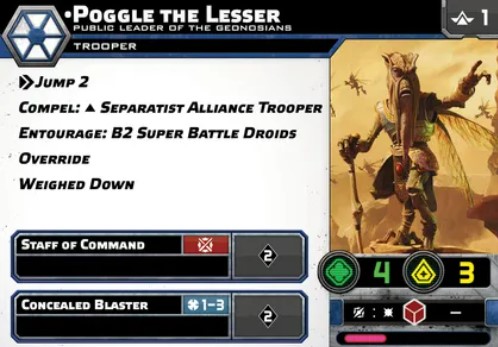 •Poggle the Lesser
Public Leader of the Geonosians
1
Trooper
Jump 2
Compel: ▲ Separatist Alliance Trooper
Entourage: B2 Super Battle Droids
Override
Weighed Down
Staff of Command
2
4 3
Concealed Blaster 1–3
2
: –